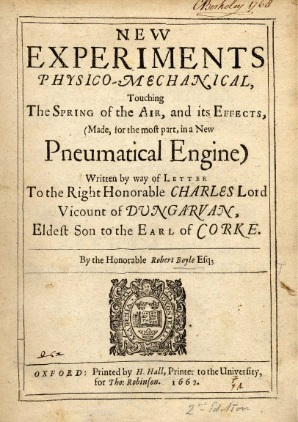 Berkeley 1768
NEW
EXPERIMENTS
PHYSICO-MECHANICAL,
Touching
The SPRING of the AIR, and its EFFECTS,
(Made, for the moſt part, in a New
Pneumatical Engine)
Written by way of LETTER
To the Right Honorable CHARLES Lord
Vicount of DUNGARVAN,
Eldeſt Son to the EARL of CORKE.
By the Honorable Robert Boyle Eſq;
OXFORD: Printed by H. Hall, Printer to the University,
for Tho: Robinson. 1662.
2nd Edition